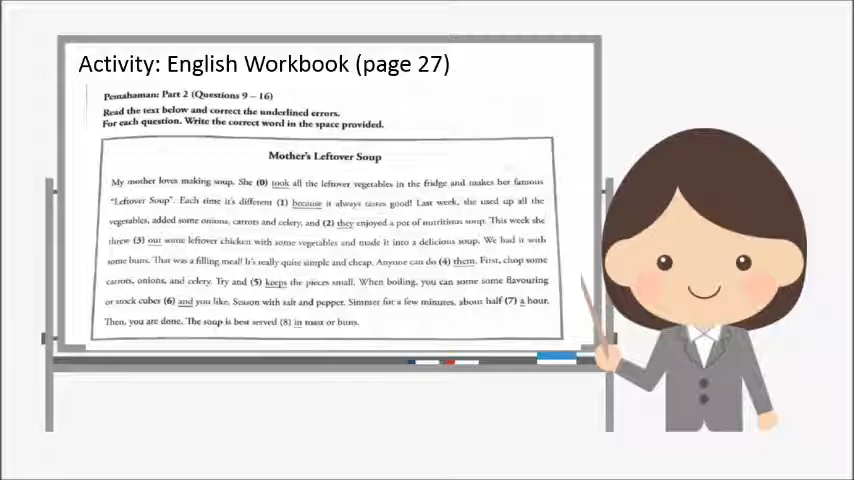 Activity: English Workbook (page 27)
Pemahaman: Part 2 (Questions 9 – 16)
Read the text below and correct the underlined errors.
For each question. Write the correct word in the space provided.
Mother's Leftover Soup
My mother loves making soup. She (0) took all the leftover vegetables in the fridge and makes her famous
"Leftover Soup". Each time it's different (1) because it always tastes good! Last week, she used up all the
vegetables, added some onions, carrots and celery, and (2) they enjoyed a pot of nutritious soup. This week she
threw (3) out some leftover chicken with some vegetables and made it into a delicious soup. We had it with
some buns. That was a filling meal! It's really quite simple and cheap. Anyone can do (4) them. First, chop some
carrots, onions, and celery. Try and (5) keeps the pieces small. When boiling, you can some some flavouring
or stock cubes (6) and you like. Season with salt and pepper. Simmer for a few minutes, about half (7) a hour.
Then, you are done. The soup is best served (8) in toast or buns.